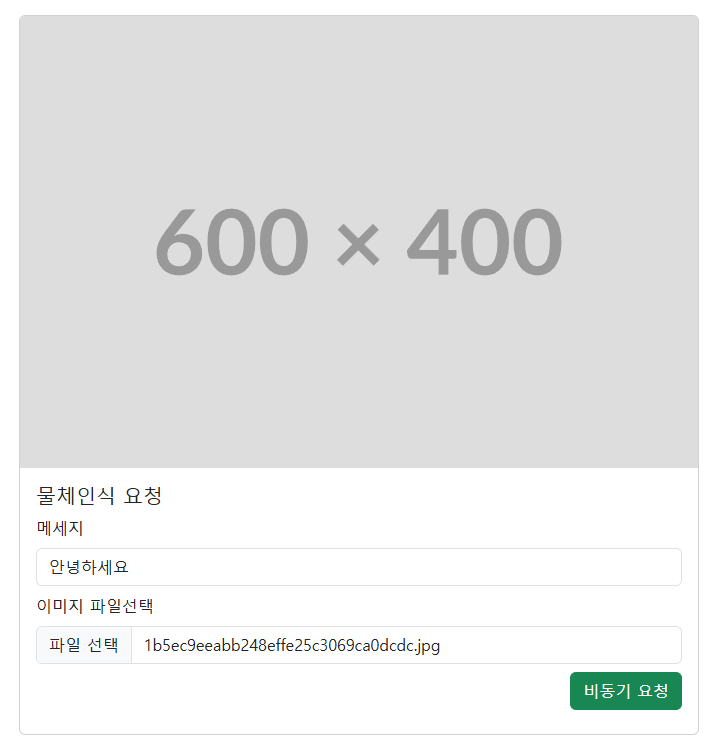 600 × 400
물체인식 요청
메세지
안녕하세요
이미지 파일선택
파일 선택 1b5ec9eeabb248effe25c3069ca0dcdc.jpg
비동기 요청